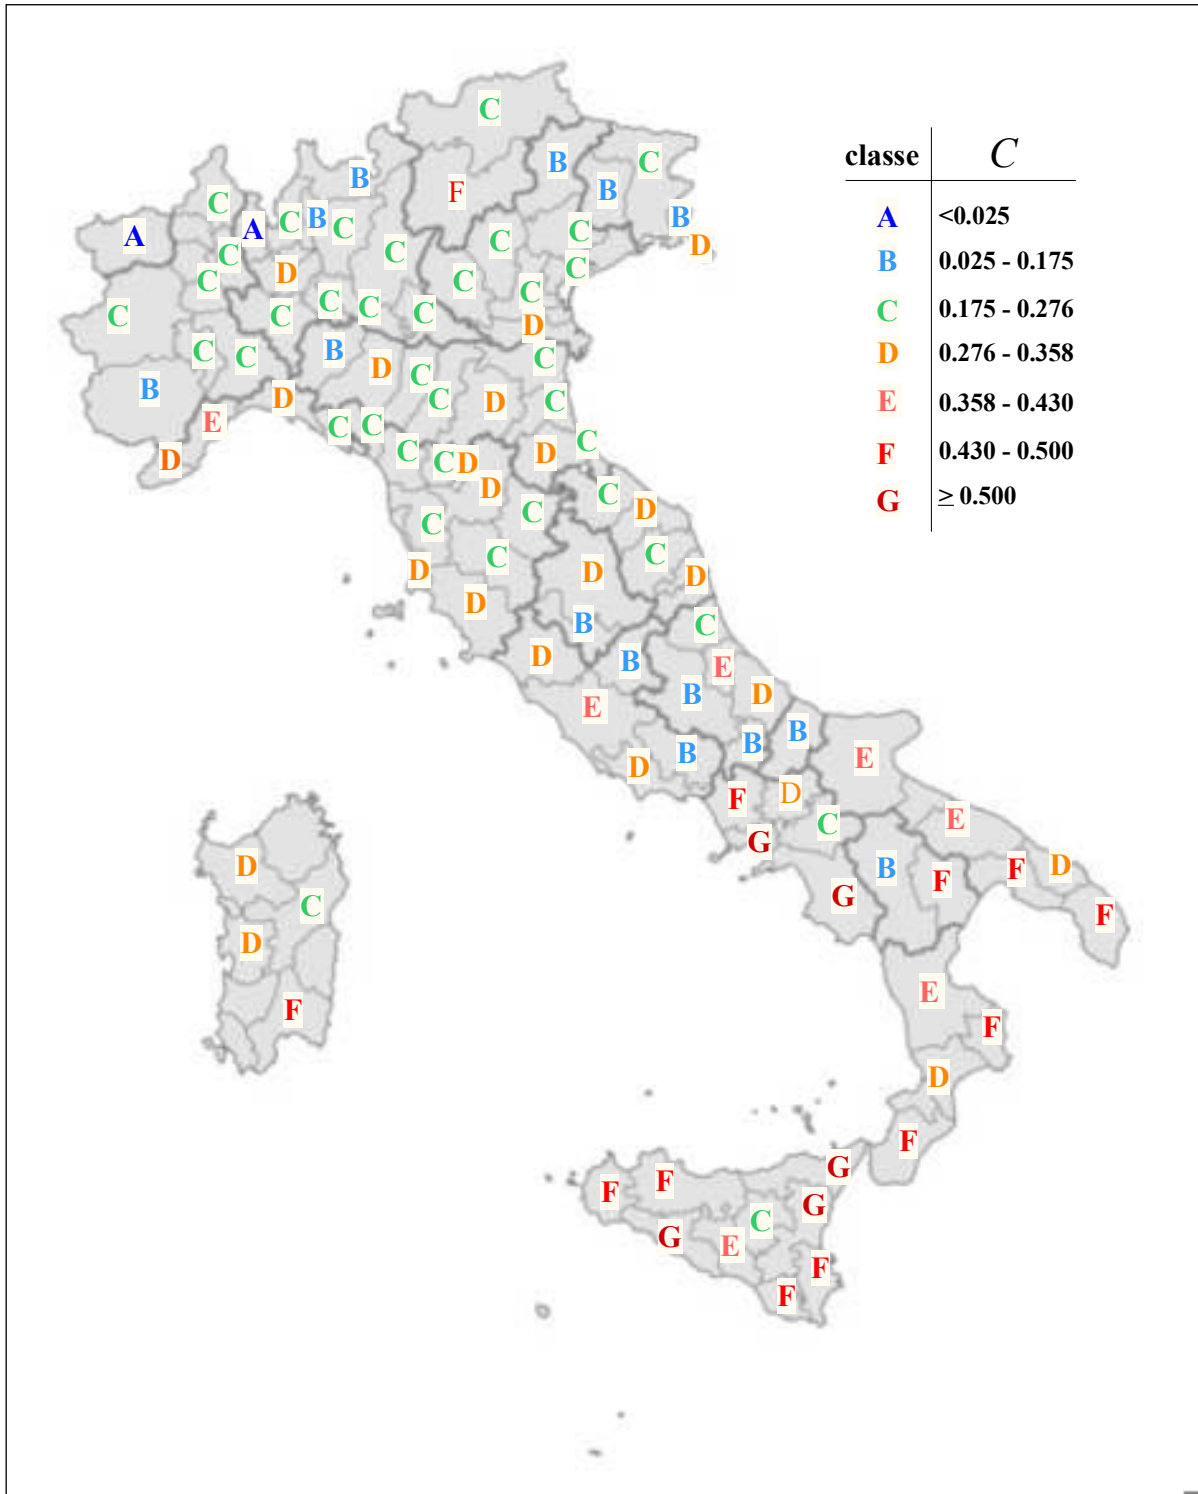 classe C
A <0.025
B 0.025 - 0.175
C 0.175 - 0.276
D 0.276 - 0.358
E 0.358 - 0.430
F 0.430 - 0.500
G ≥ 0.500
C
B C
B F B
C B
C B C
A A C C
C C
C D
C C
C C C C C
D
C C B C
D C
B D C D C
E C C
C
D C C D D
D
C C D
C
C C
D D D
D
B C
D B E
E B D
B
D B B
E
F D
E
G C
D B F F D
C G F
D
E
F F
D
F
G
F F
G
G C
E
F
F